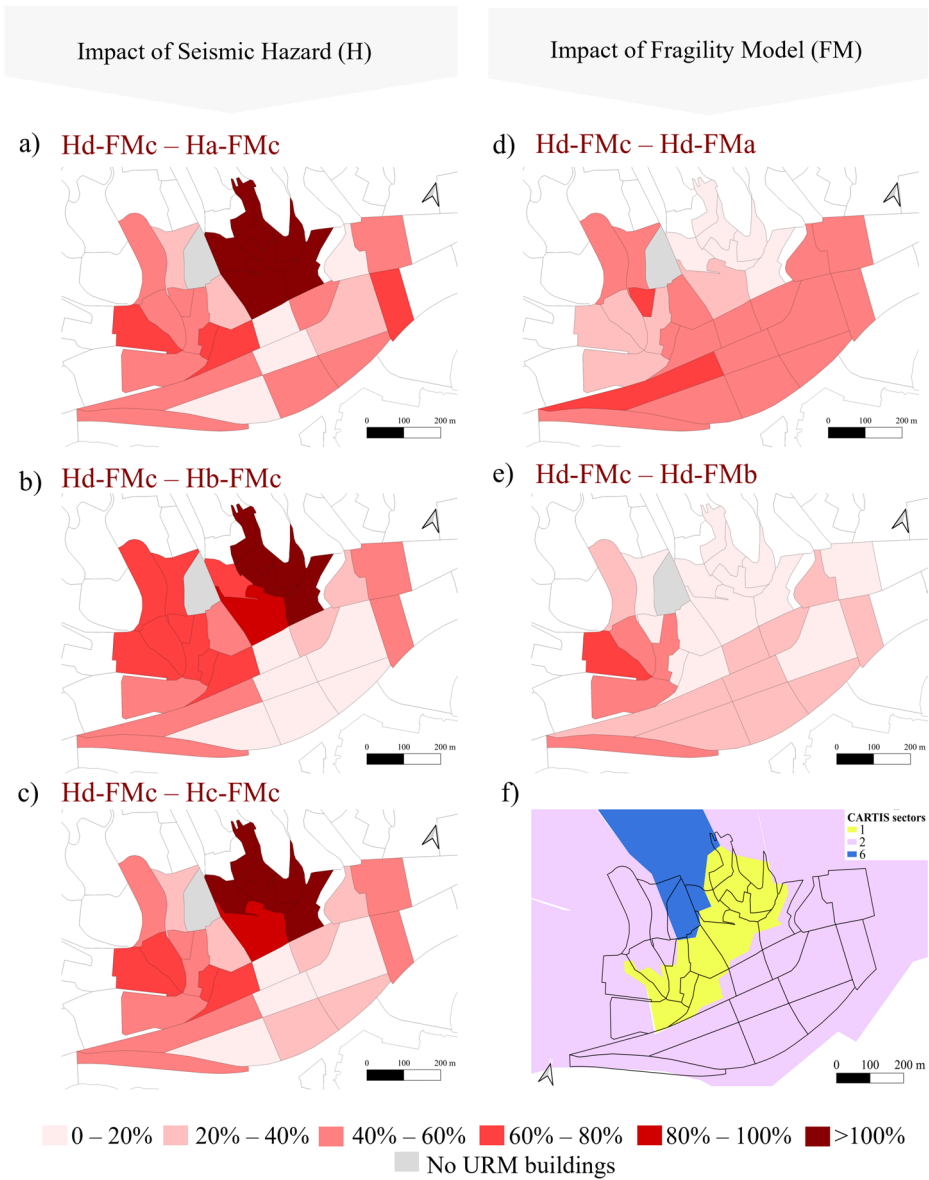 Impact of Seismic Hazard (H)
Impact of Fragility Model (FM)
a) Hd-FMc – Ha-FMc
0 100 200 m
b) Hd-FMc – Hb-FMc
0 100 200 m
c) Hd-FMc – Hc-FMc
0 100 200 m
d) Hd-FMc – Hd-FMa
0 100 200 m
e) Hd-FMc – Hd-FMb
0 100 200 m
f)
CARTIS sectors
1
2
6
0 100 200 m
0 – 20% 20% – 40% 40% – 60% 60% – 80% 80% – 100% >100%
No URM buildings